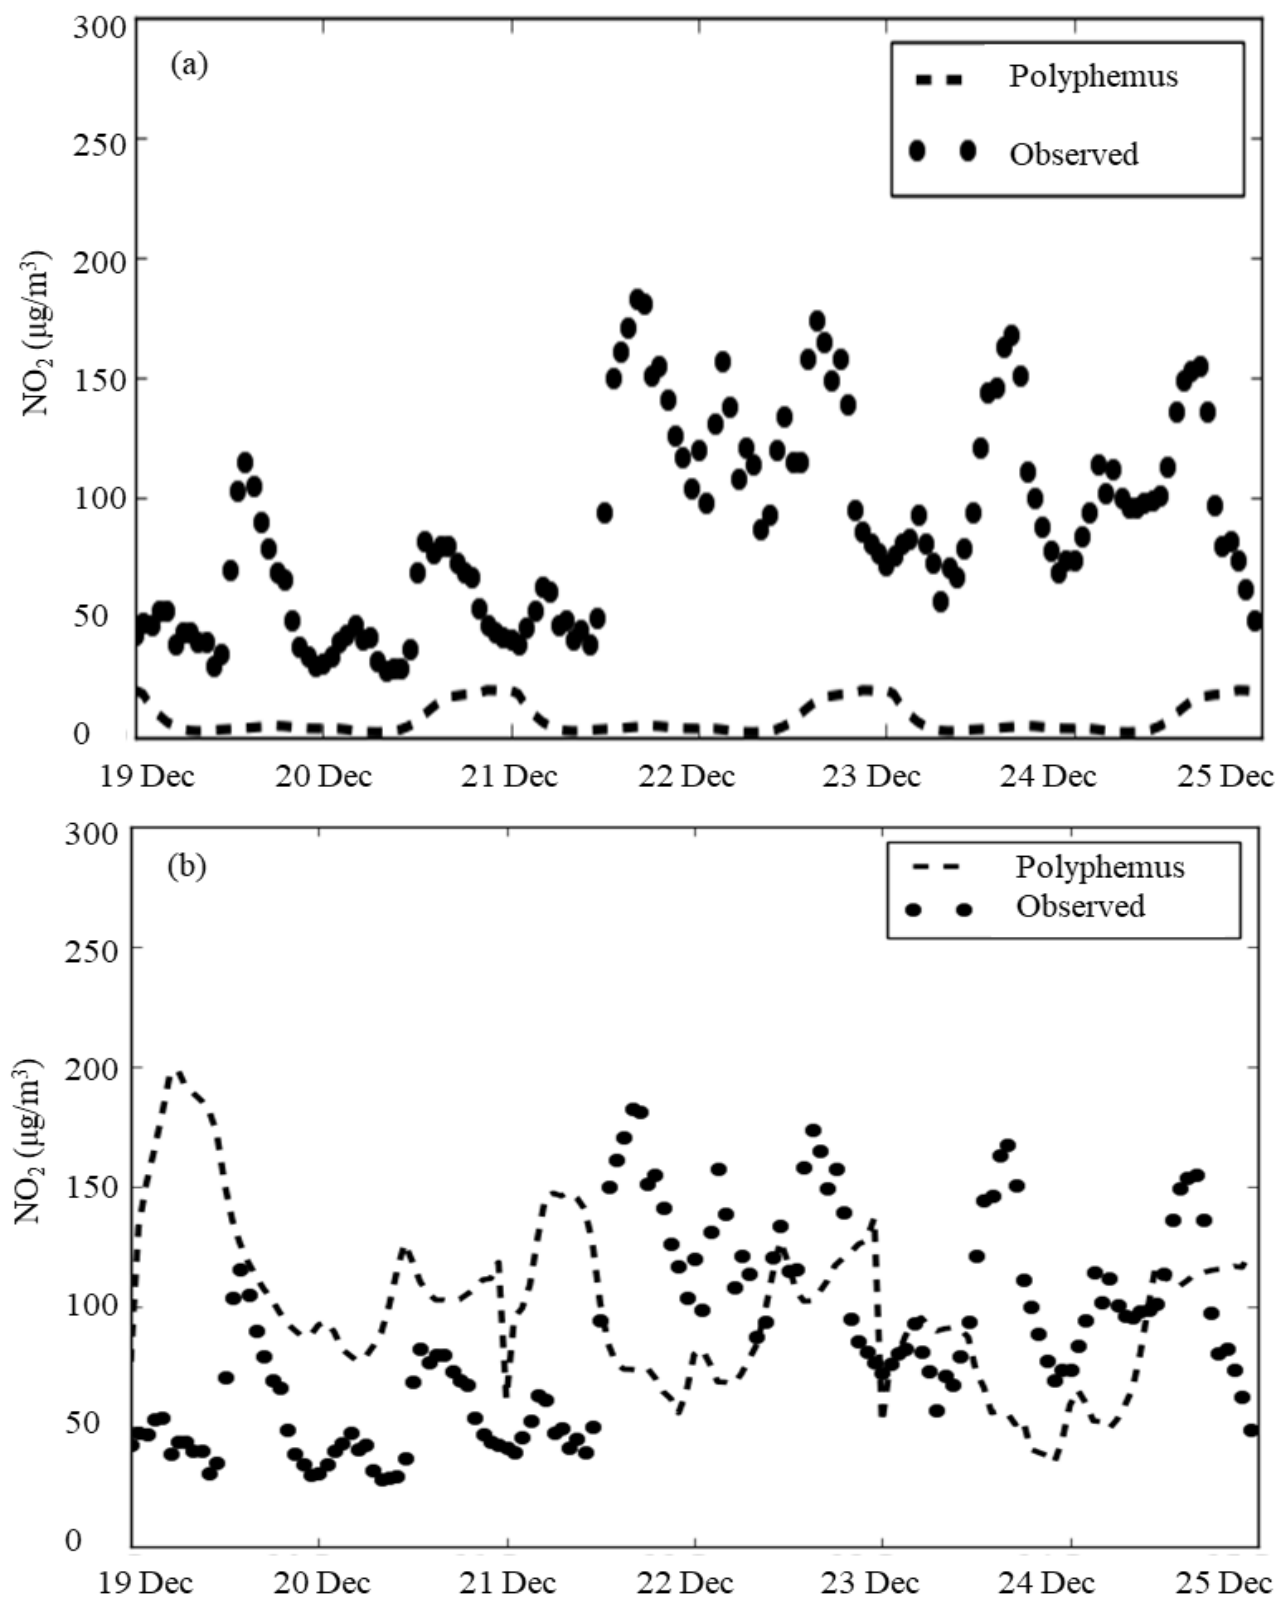 300
(a)
Polyphemus
250
Observed
200
NO2 (µg/m3)
150
100
50
0
19 Dec 20 Dec 21 Dec 22 Dec 23 Dec 24 Dec 25 Dec
300
(b)
Polyphemus
Observed
250
200
NO2 (µg/m3)
150
100
50
0
19 Dec 20 Dec 21 Dec 22 Dec 23 Dec 24 Dec 25 Dec